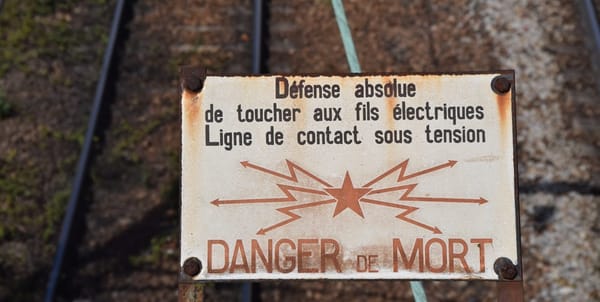 Défense absolue
de toucher aux fils électriques
Ligne de contact sous tension
DANGER DE MORT